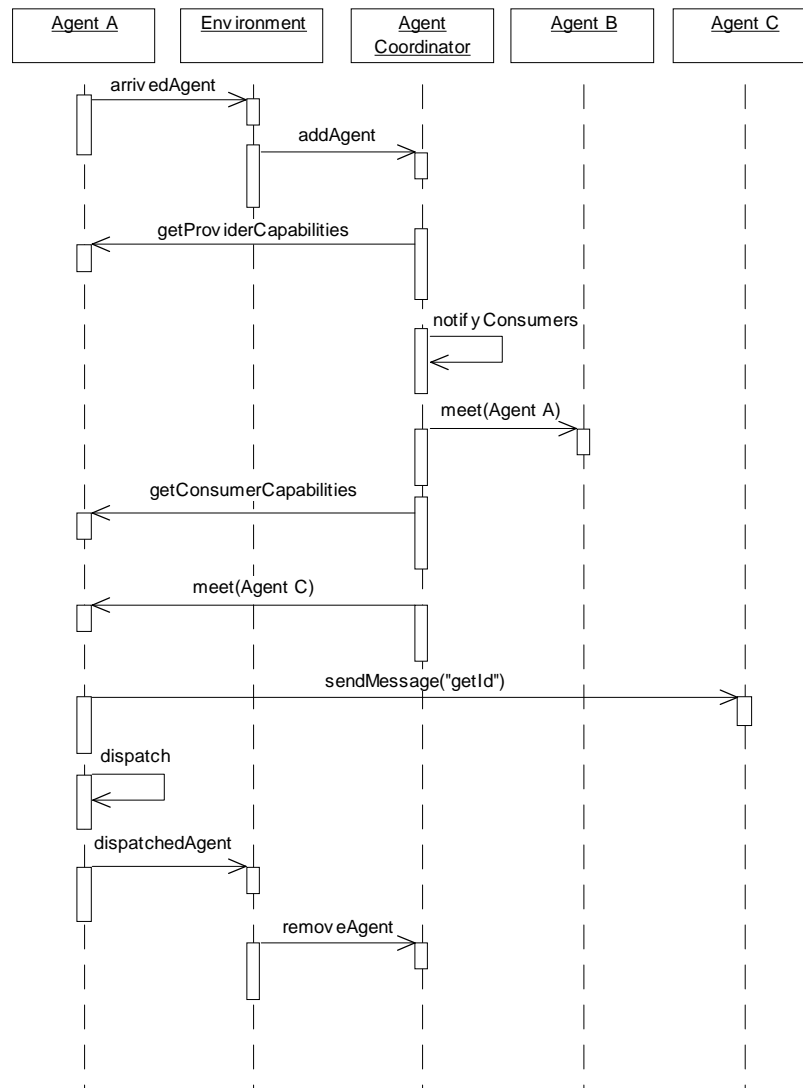 Agent A
Environment
Agent
Coordinator
Agent B
Agent C
arrivedAgent
addAgent
getProviderCapabilities
notifyConsumers
meet(Agent A)
getConsumerCapabilities
meet(Agent C)
sendMessage("getId")
dispatch
dispatchedAgent
removeAgent